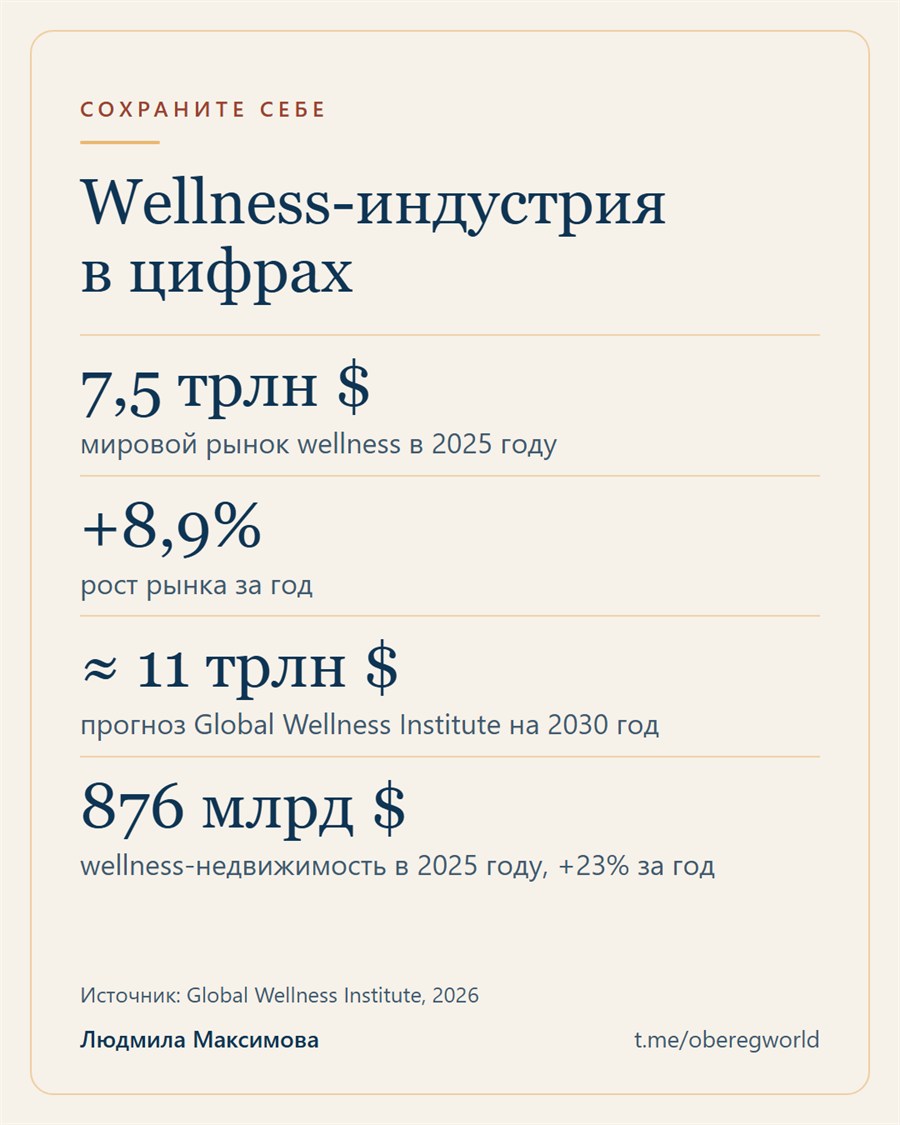 СОХРАНИТЕ СЕБЕ
Wellness-индустрия
в цифрах
7,5 трлн $
мировой рынок wellness в 2025 году
+8,9%
рост рынка за год
≈ 11 трлн $
прогноз Global Wellness Institute на 2030 год
876 млрд $
wellness-недвижимость в 2025 году, +23% за год
Источник: Global Wellness Institute, 2026
Людмила Максимова
t.me/oberegworld